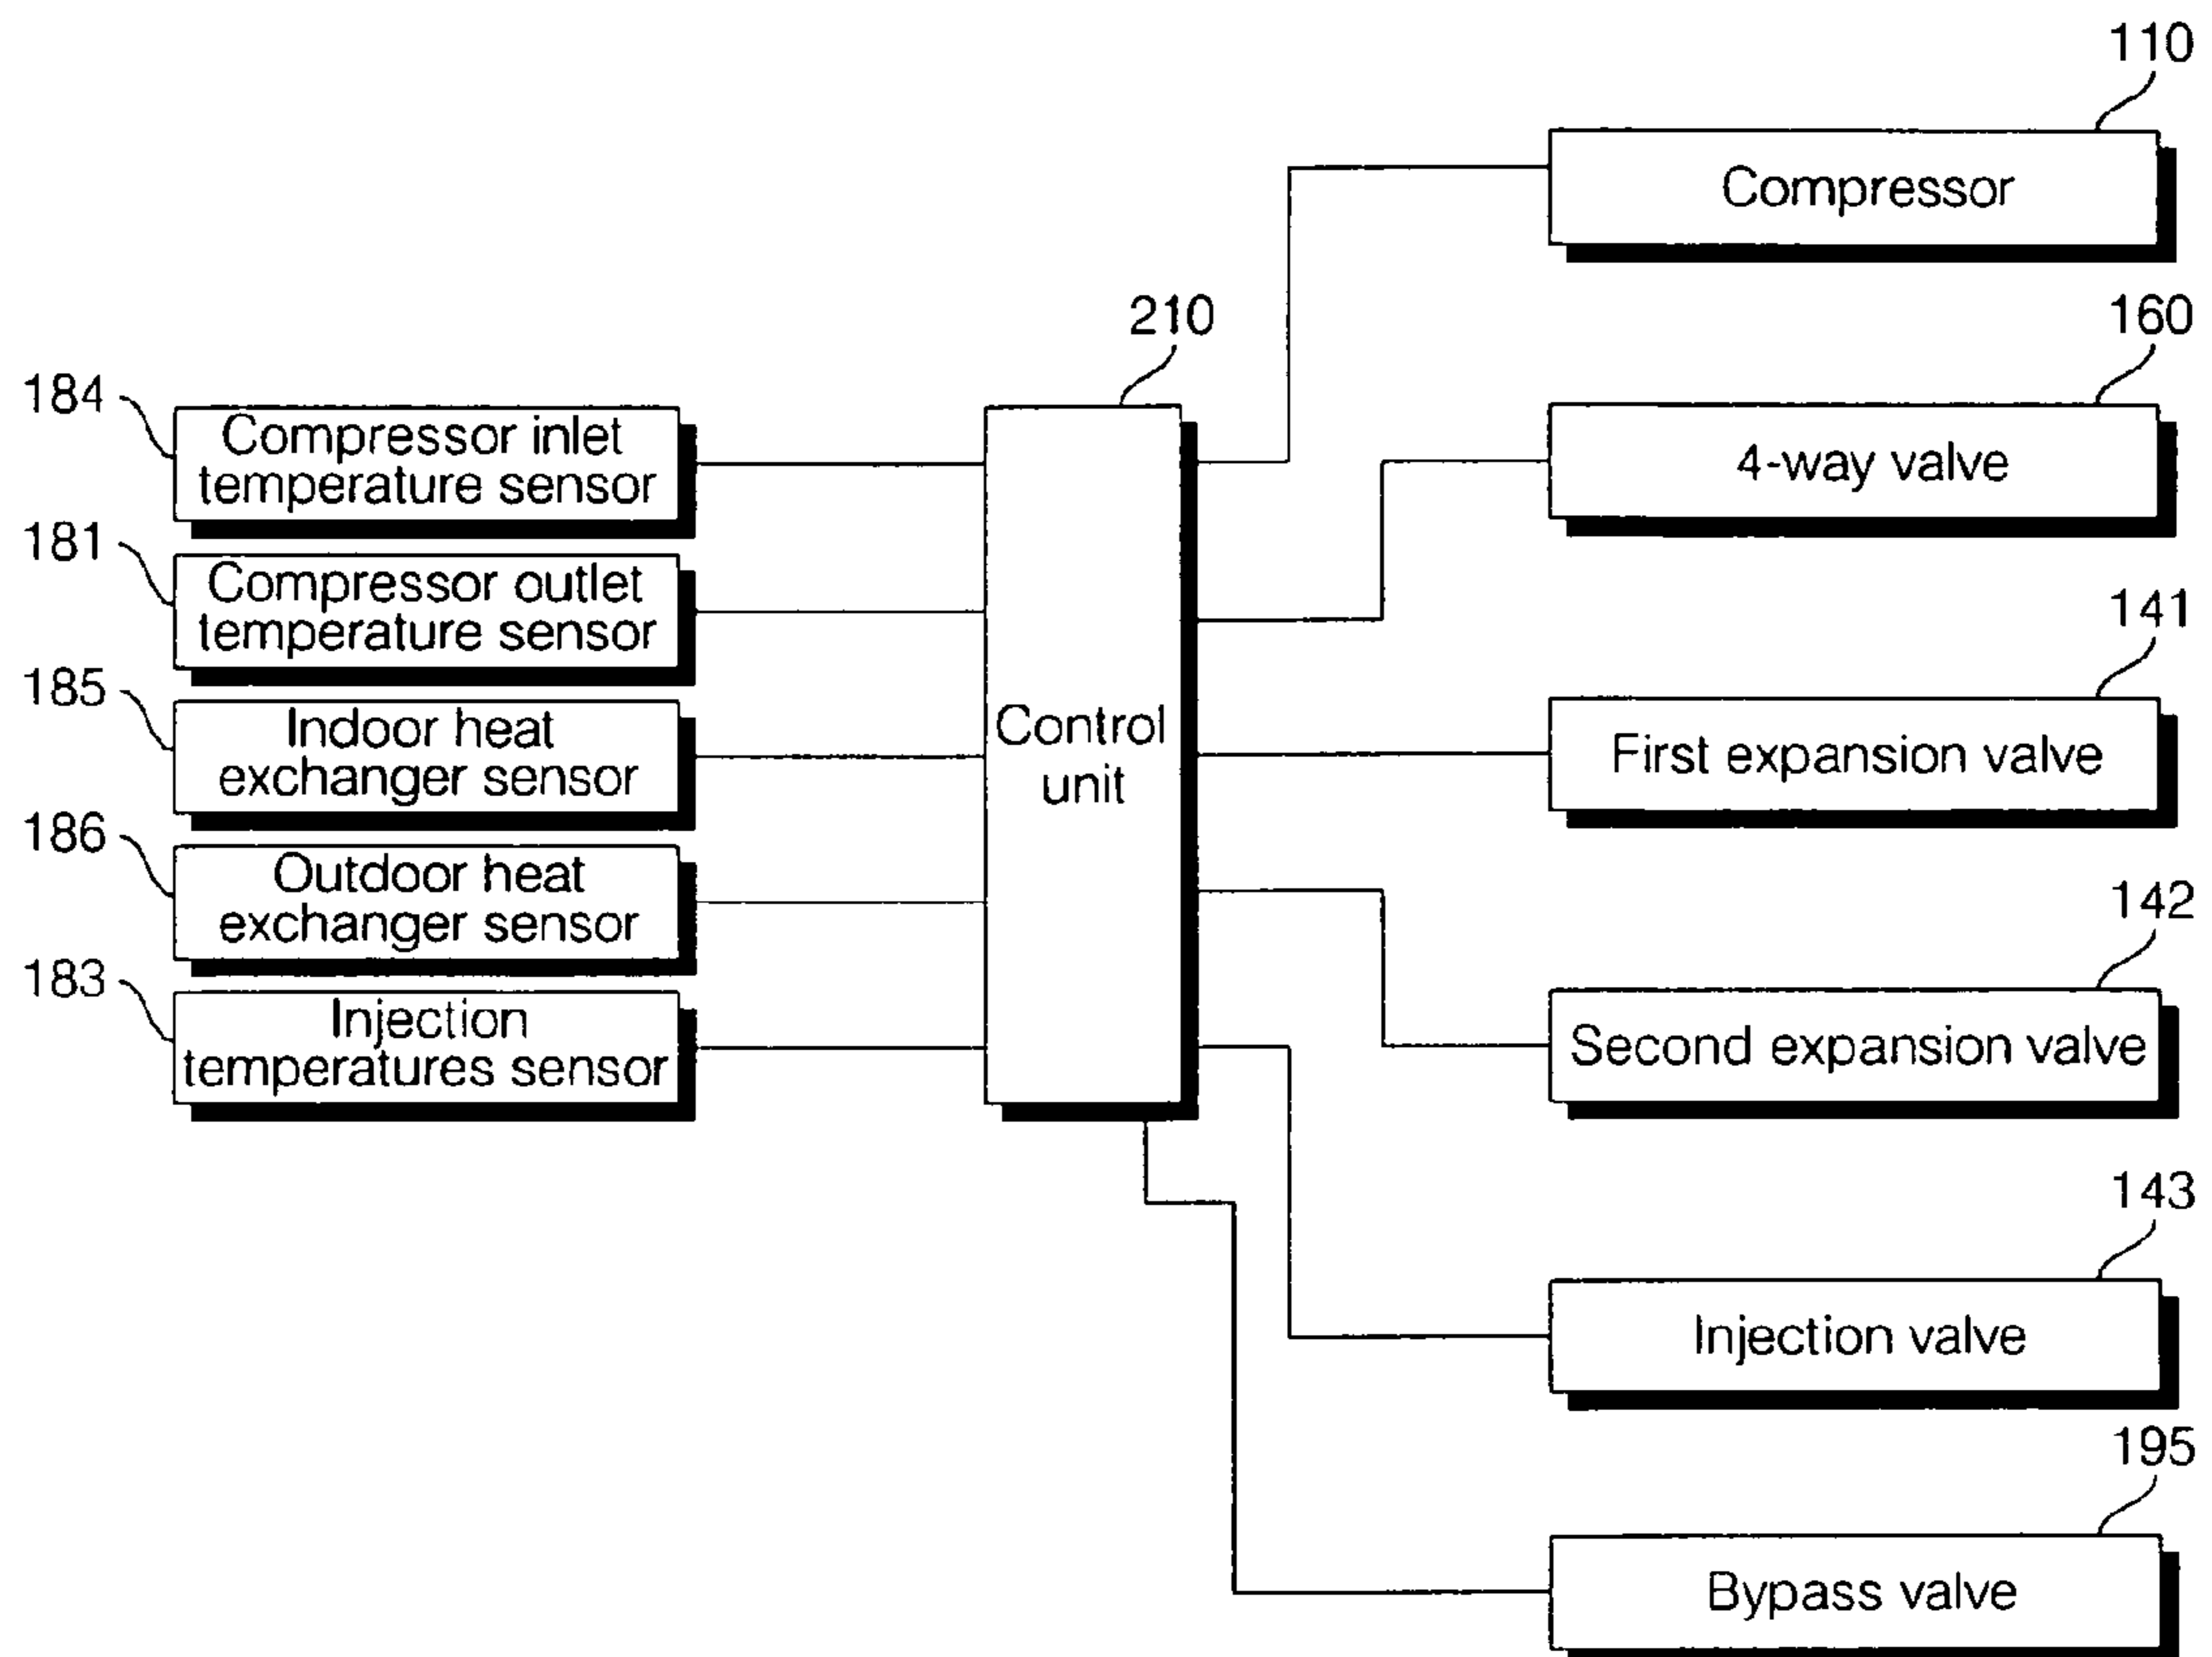 110
Compressor
210
160
4-way valve
184
Compressor inlet
temperature sensor
181
Compressor outlet
temperature sensor
185
Indoor heat
exchanger sensor
186
Outdoor heat
exchanger sensor
183
Injection
temperatures sensor
Control
unit
141
First expansion valve
142
Second expansion valve
143
Injection valve
195
Bypass valve